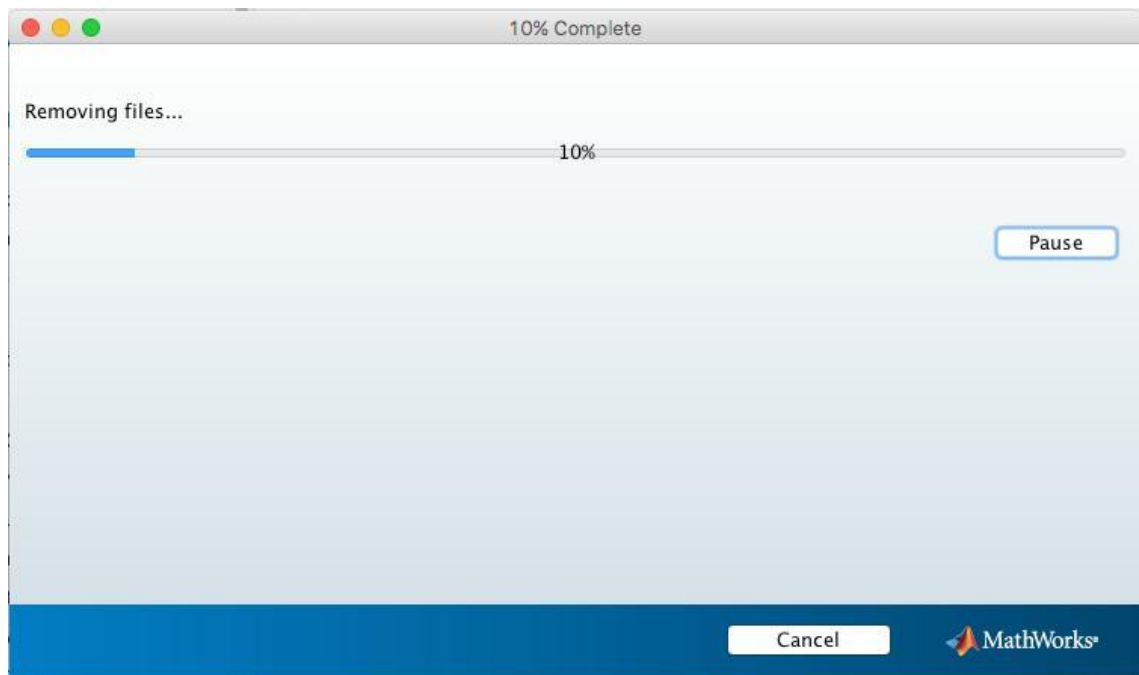 10% Complete
Removing files...
10%
Pause
Cancel
MathWorks®